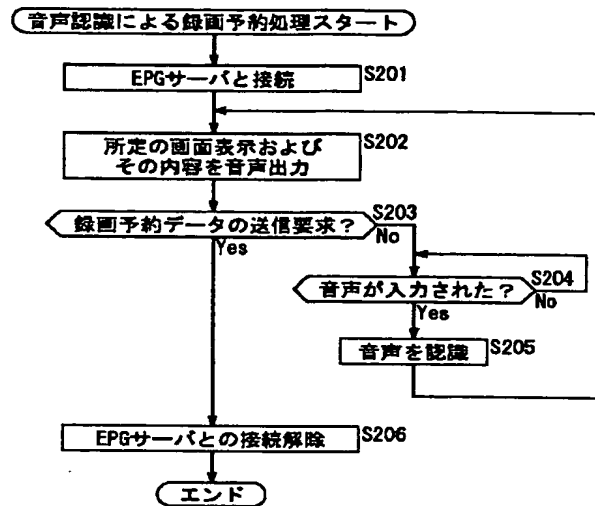 音声認識による録画予約処理スタート
EPGサーバと接続
S201
所定の画面表示および
その内容を音声出力
S202
録画予約データの送信要求?
S203
No
Yes
音声が入力された?
S204
No
Yes
音声を認識
S205
EPGサーバとの接続解除
S206
エンド